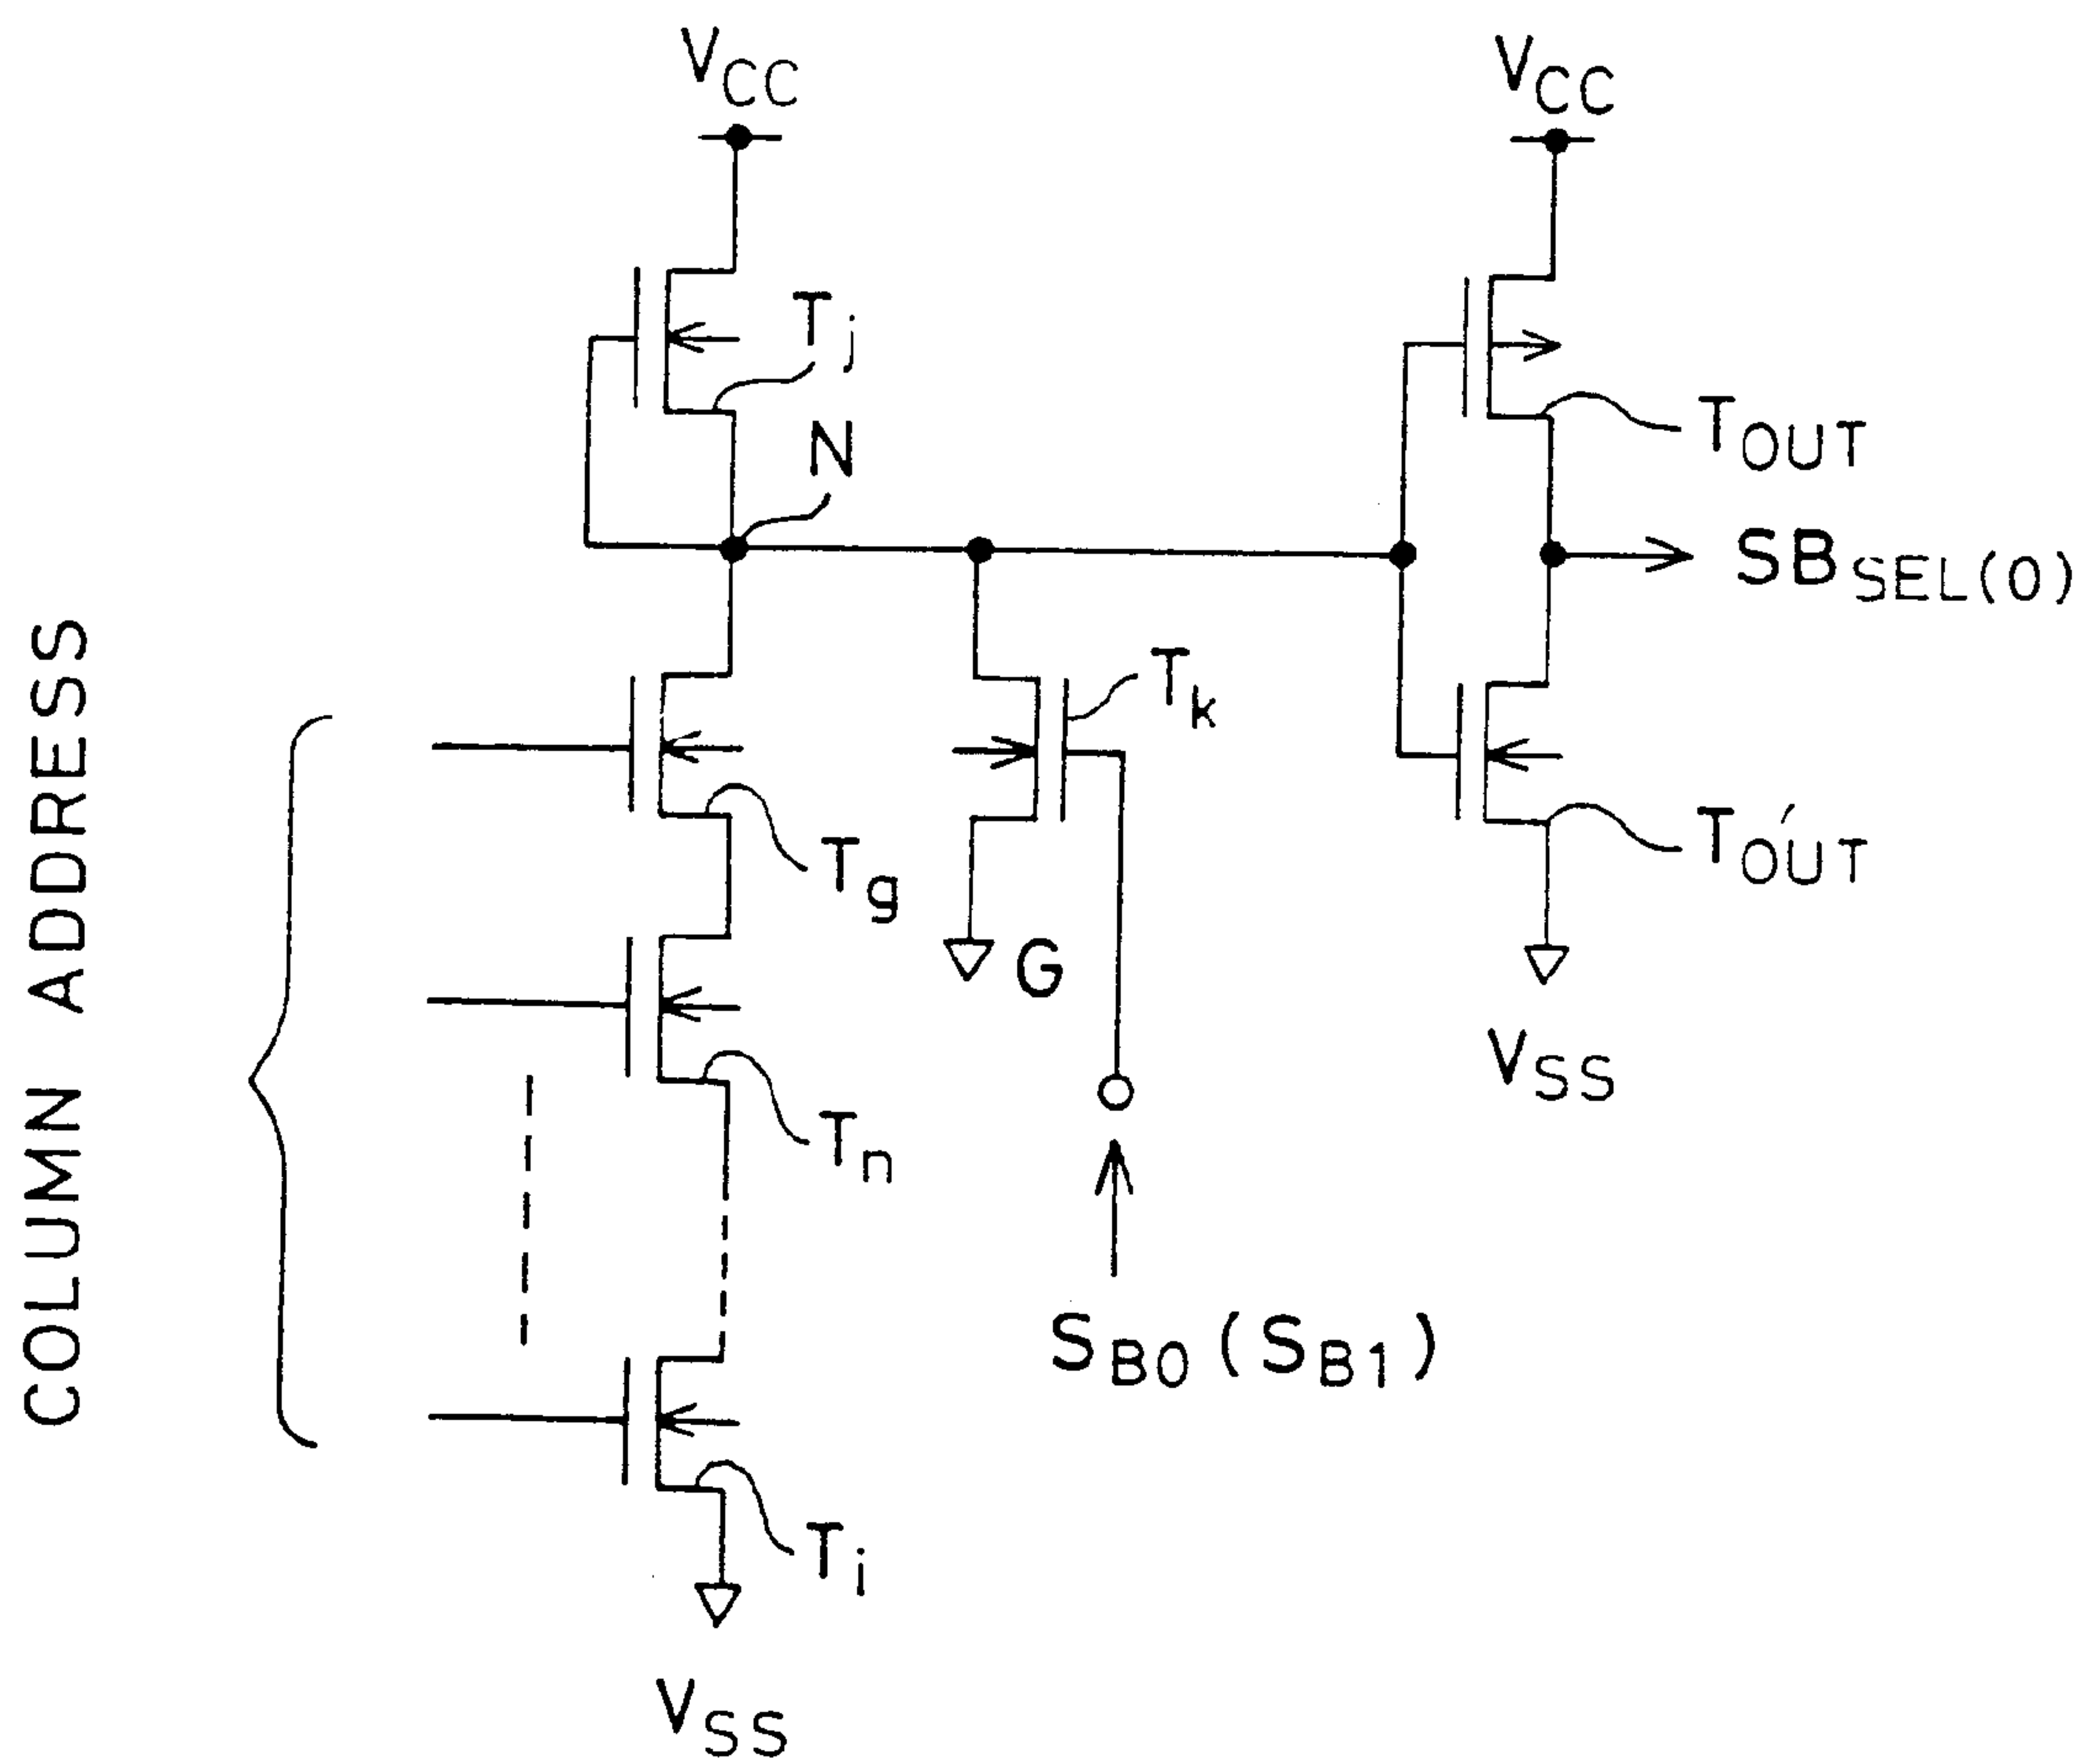 VCC
VCC
Tj
N
TOUT
SBSEL(0)
COLUMN ADDRESS
Tk
Tg
TOUT'
G
VSS
Tn
SB0(SB1)
Ti
VSS